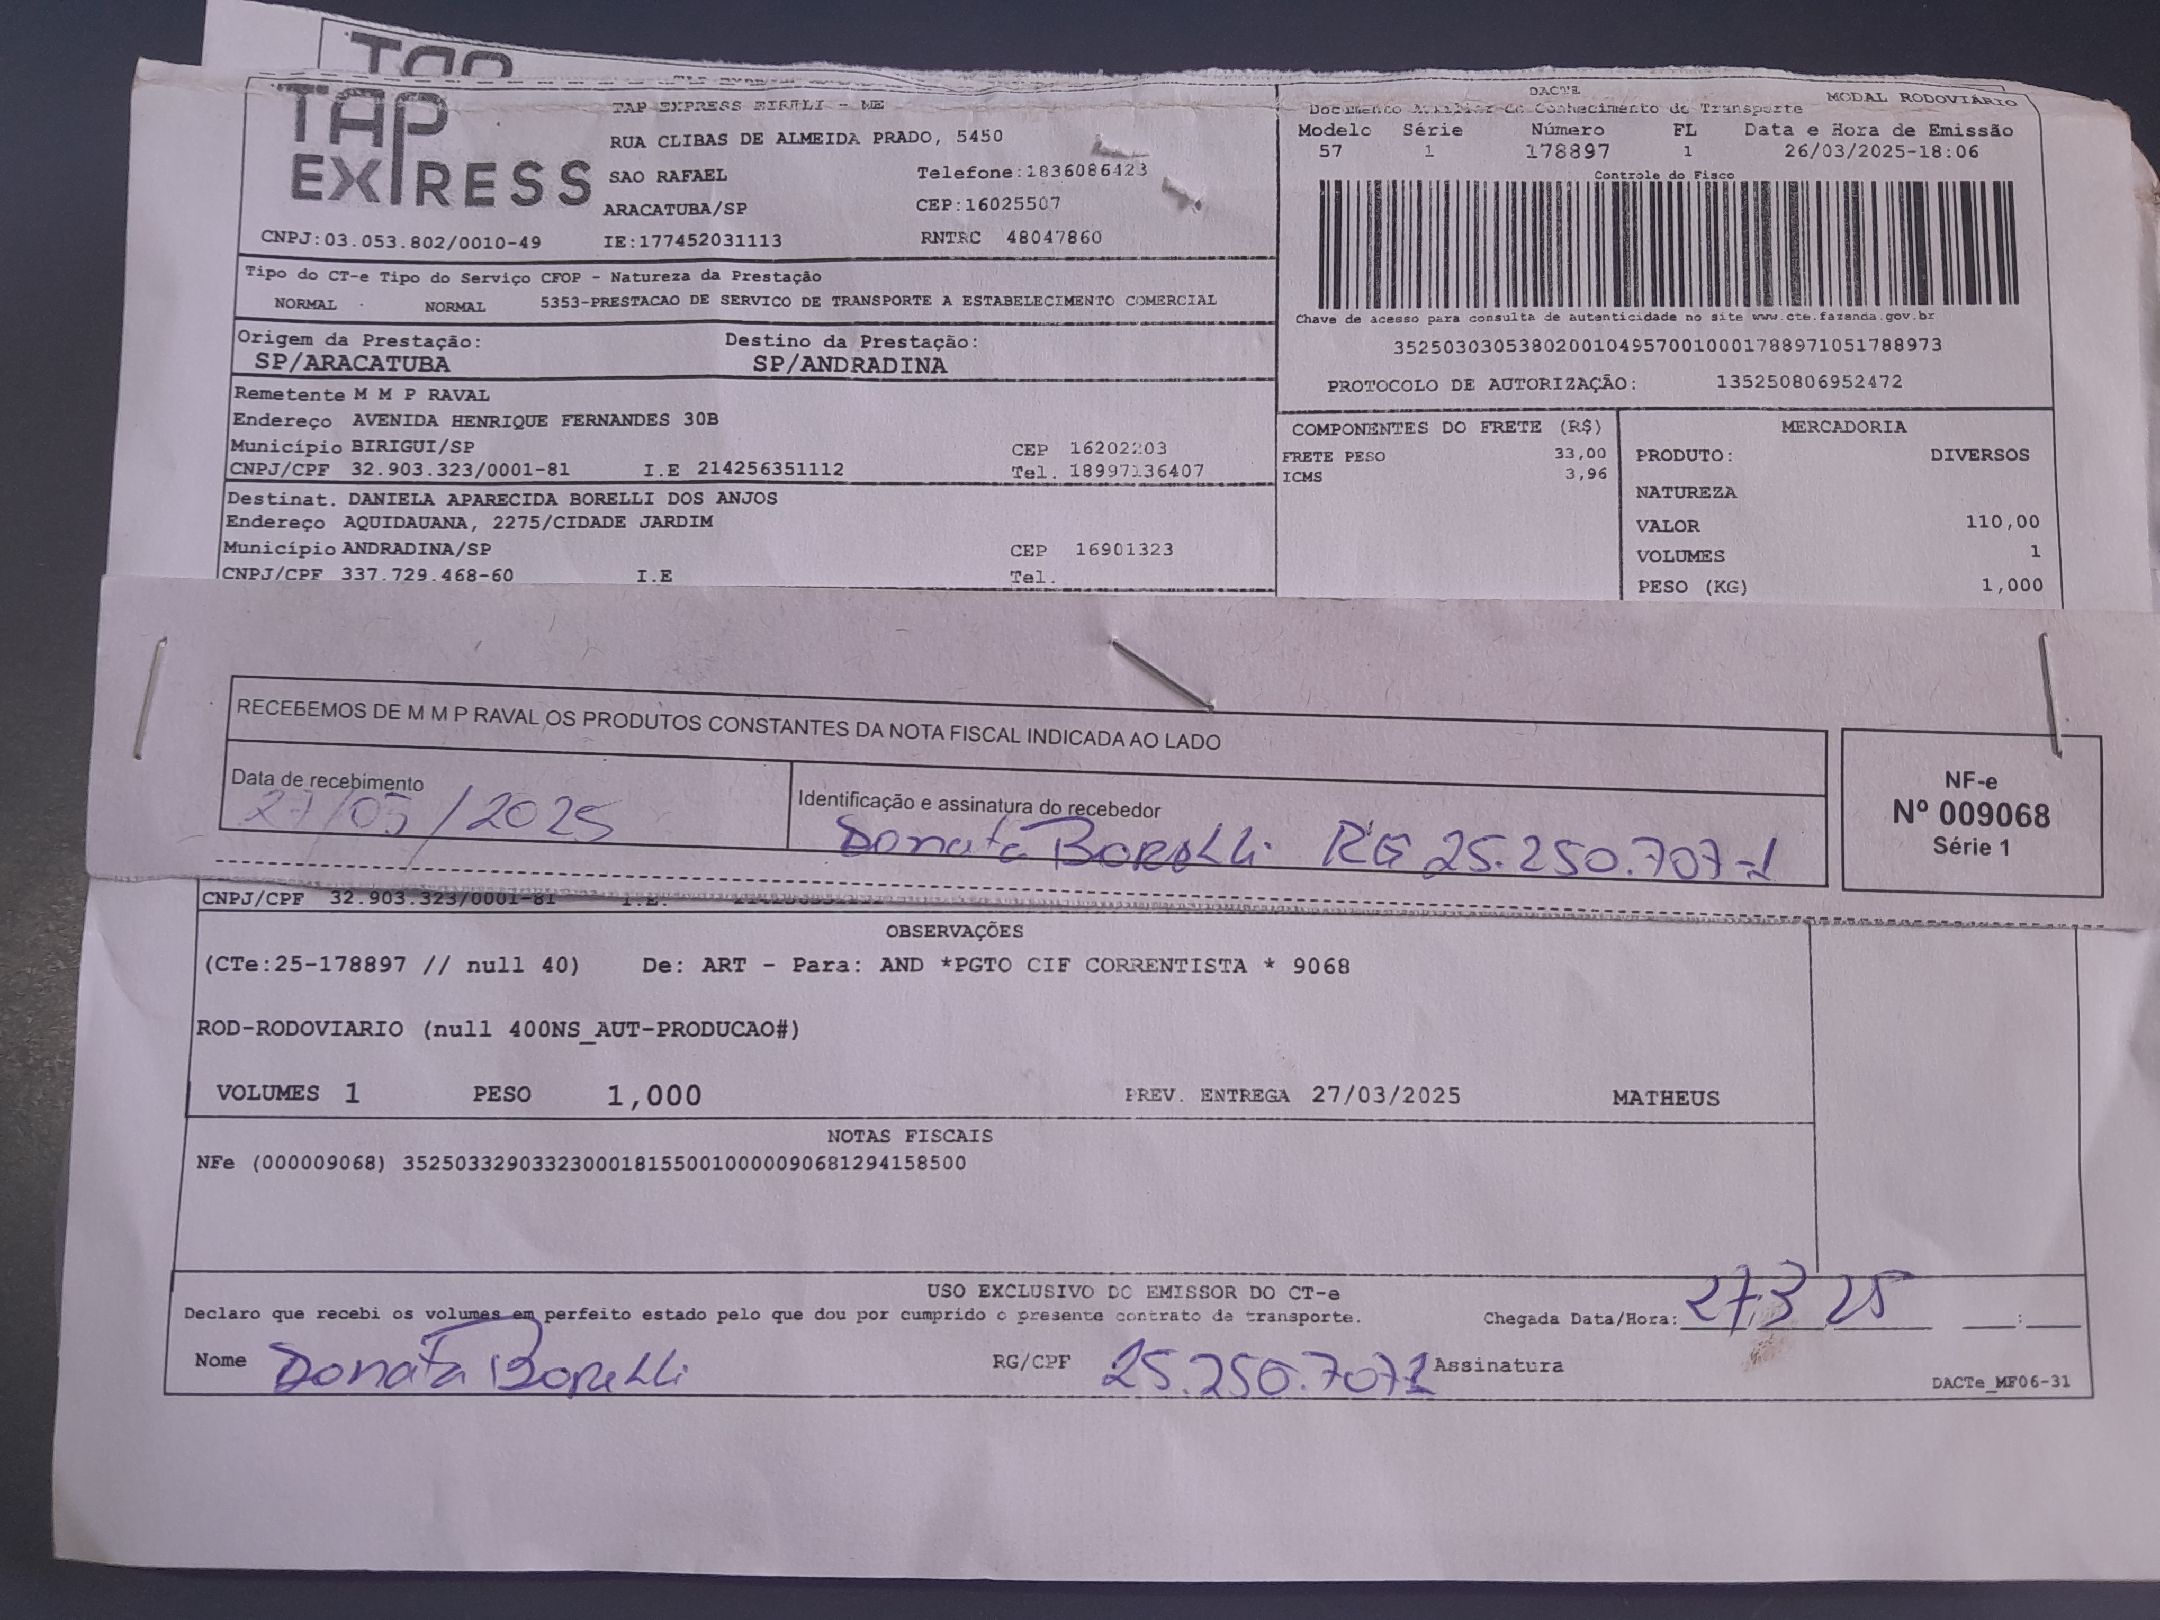 TAP
TAP EXPRESS
TAP EXPRESS EIRELI - ME
RUA CLIBAS DE ALMEIDA PRADO, 5450
SAO RAFAEL Telefone:1836086423
ARACATUBA/SP CEP:16025507
CNPJ:03.053.802/0010-49 IE:177452031113 RNTRC 48047860
DACTE
Documento Auxiliar do Conhecimento de Transporte MODAL RODOVIÁRIO
Modelo Série Número FL Data e Hora de Emissão
57 1 178897 1 26/03/2025-18:06
Controle do Fisco
Chave de acesso para consulta de autenticidade no site www.cte.fazenda.gov.br
35250303053802001049570010001788971051788973
PROTOCOLO DE AUTORIZAÇÃO: 135250806952472
Tipo do CT-e Tipo do Serviço CFOP - Natureza da Prestação
NORMAL NORMAL 5353-PRESTACAO DE SERVICO DE TRANSPORTE A ESTABELECIMENTO COMERCIAL
Origem da Prestação: Destino da Prestação:
SP/ARACATUBA SP/ANDRADINA
Remetente M M P RAVAL
Endereço AVENIDA HENRIQUE FERNANDES 30B
Município BIRIGUI/SP CEP 16202203
CNPJ/CPF 32.903.323/0001-81 I.E 214256351112 Tel. 18997136407
Destinat. DANIELA APARECIDA BORELLI DOS ANJOS
Endereço AQUIDAUANA, 2275/CIDADE JARDIM
Município ANDRADINA/SP CEP 16901323
CNPJ/CPF 337.729.468-60 I.E Tel.
COMPONENTES DO FRETE (R$)
FRETE PESO 33,00
ICMS 3,96
MERCADORIA
PRODUTO: DIVERSOS
NATUREZA
VALOR 110,00
VOLUMES 1
PESO (KG) 1,000
RECEBEMOS DE M M P RAVAL OS PRODUTOS CONSTANTES DA NOTA FISCAL INDICADA AO LADO
Data de recebimento
27/03/2025
Identificação e assinatura do recebedor
Donata Borelli RG 25.250.707-1
NF-e
Nº 009068
Série 1
CNPJ/CPF 32.903.323/0001-81 I.E.
OBSERVAÇÕES
(CTe:25-178897 // null 40) De: ART - Para: AND *PGTO CIF CORRENTISTA * 9068
ROD-RODOVIARIO (null 400NS_AUT-PRODUCAO#)
VOLUMES 1 PESO 1,000 PREV. ENTREGA 27/03/2025 MATHEUS
NOTAS FISCAIS
NFe (000009068) 35250332903323000181550010000090681294158500
USO EXCLUSIVO DO EMISSOR DO CT-e
Declaro que recebi os volumes em perfeito estado pelo que dou por cumprido o presente contrato de transporte. Chegada Data/Hora: 27.3 25 :
Nome Donata Borelli RG/CPF 25.250.7071 Assinatura
DACTe_MF06-31